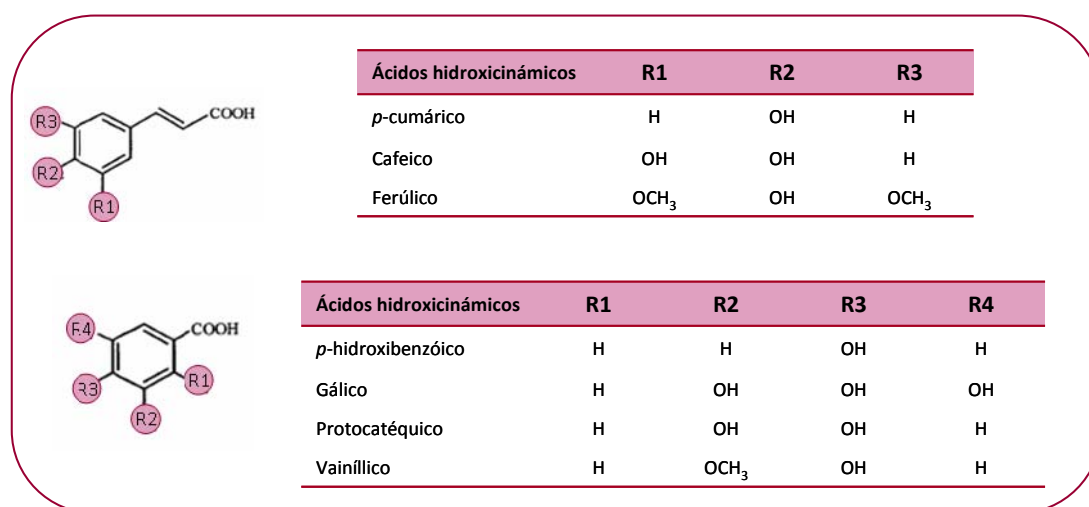 Ácidos hidroxicinámicos R1 R2 R3
p-cumárico H OH H
Cafeico OH OH H
Ferúlico OCH₃ OH OCH₃
COOH
R3
R2
R1
Ácidos hidroxicinámicos R1 R2 R3 R4
p-hidroxibenzóico H H OH H
Gálico H OH OH OH
Protocatéquico H OH OH H
Vainíllico H OCH₃ OH H
R4 COOH
R3 R1
R2